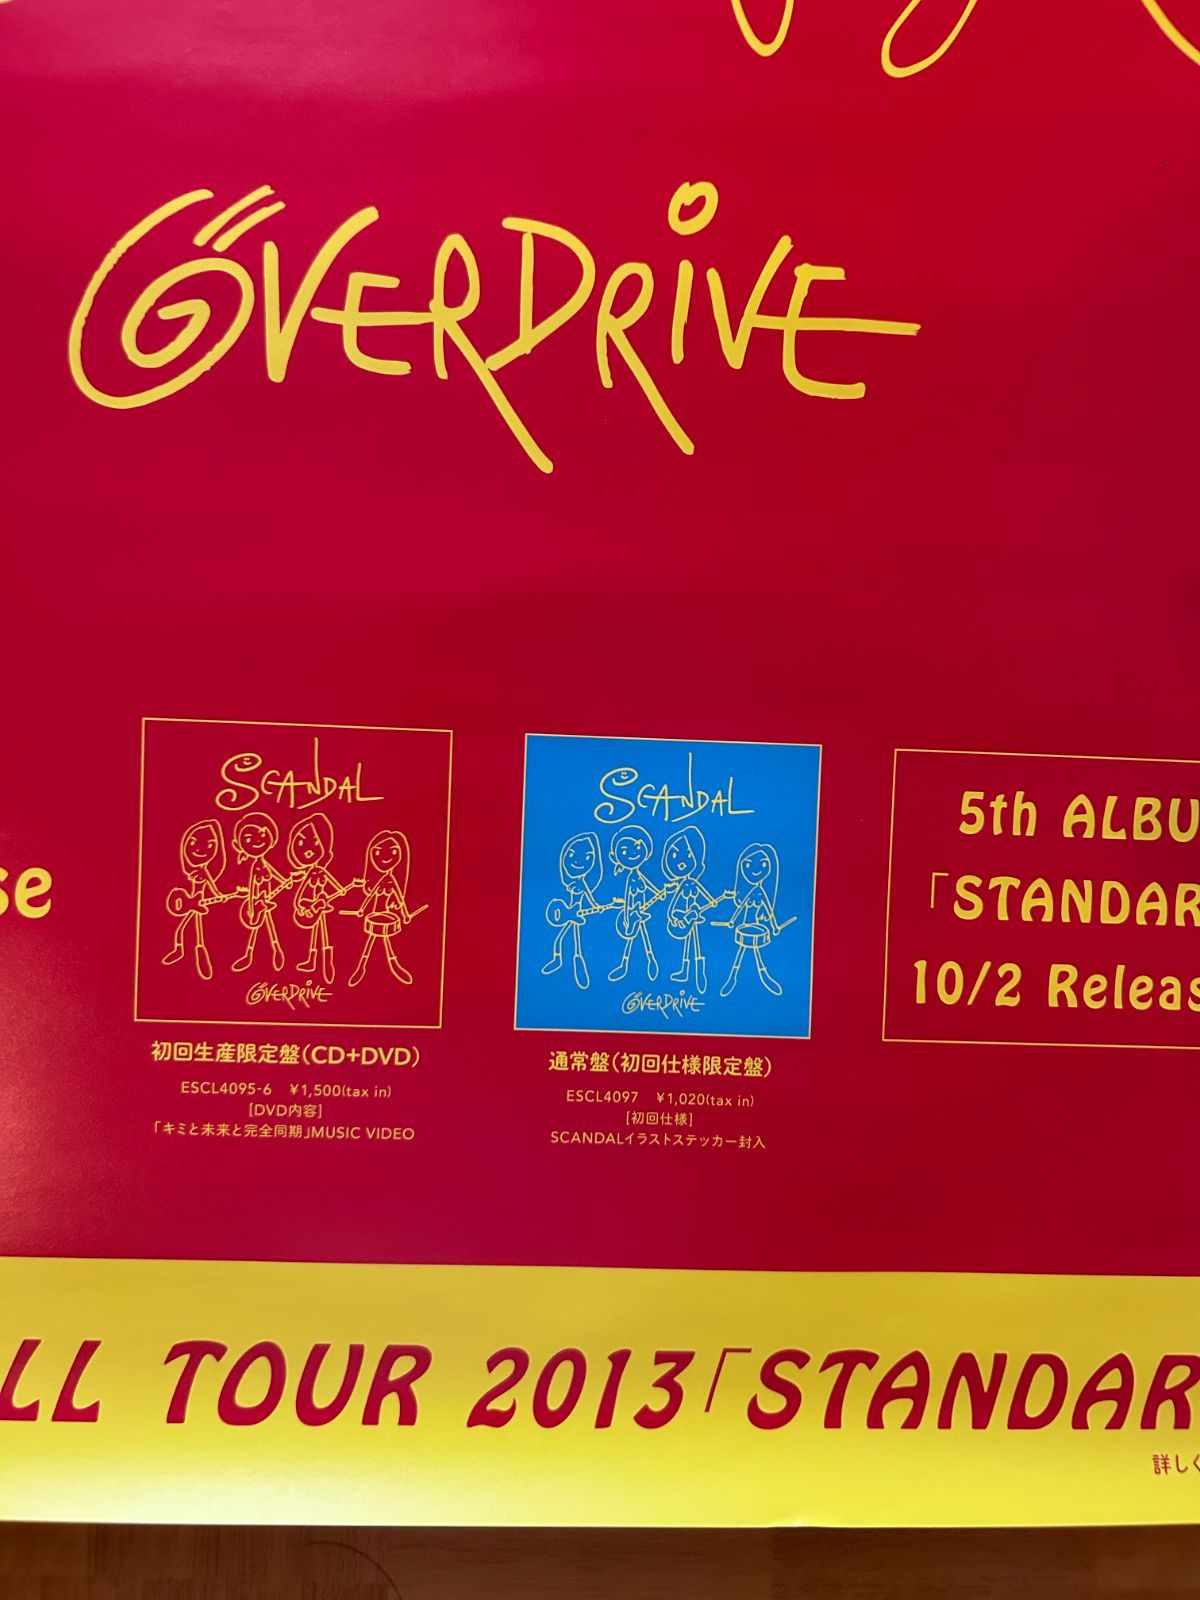 OVERDRIVE
se
SCANDAL
OVERDRIVE
初回生産限定盤(CD+DVD)
ESCL4095-6 ¥1,500(tax in)
[DVD内容]
「キミと未来と完全同期」MUSIC VIDEO
SCANDAL
OVERDRIVE
通常盤(初回仕様限定盤)
ESCL4097 ¥1,020(tax in)
[初回仕様]
SCANDALイラストステッカー封入
5th ALBU
「STANDAR
10/2 Releas
LL TOUR 2013「STANDAR
詳しく